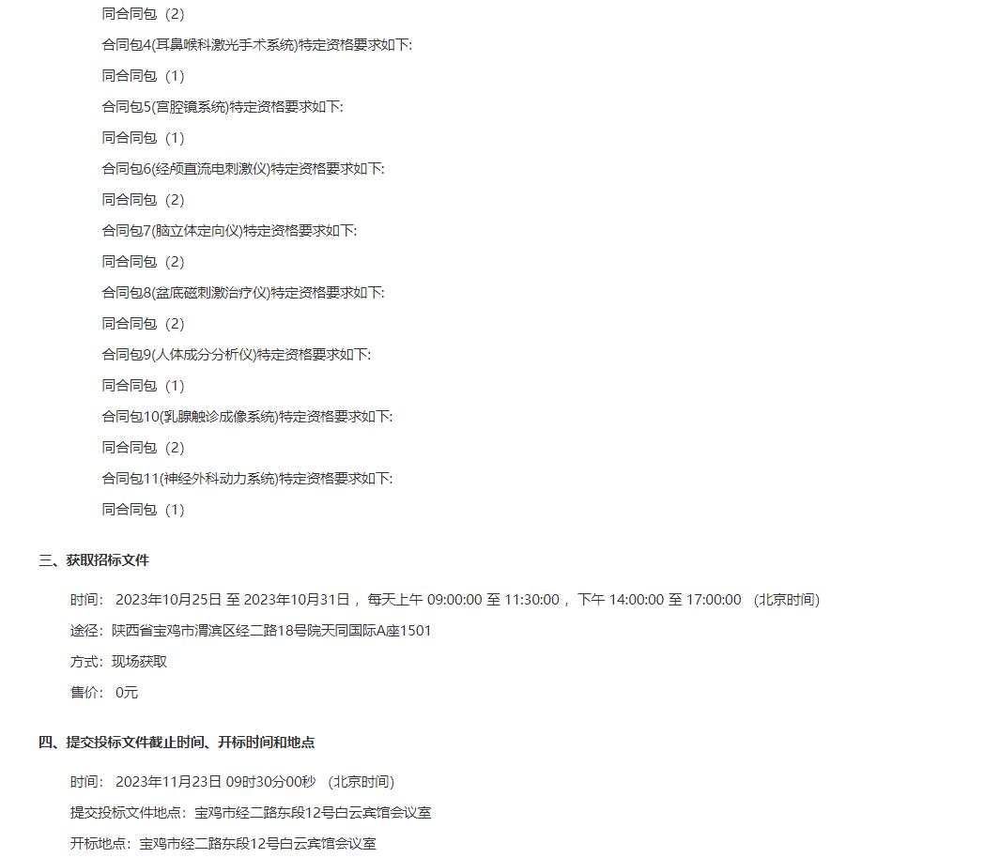 同合同包（2）
合同包4(耳鼻喉科激光手术系统)特定资格要求如下:
同合同包（1）
合同包5(宫腔镜系统)特定资格要求如下:
同合同包（1）
合同包6(经颅直流电刺激仪)特定资格要求如下:
同合同包（2）
合同包7(脑立体定向仪)特定资格要求如下:
同合同包（2）
合同包8(盆底磁刺激治疗仪)特定资格要求如下:
同合同包（2）
合同包9(人体成分分析仪)特定资格要求如下:
同合同包（1）
合同包10(乳腺触诊成像系统)特定资格要求如下:
同合同包（2）
合同包11(神经外科动力系统)特定资格要求如下:
同合同包（1）
三、获取招标文件
时间： 2023年10月25日 至 2023年10月31日 ，每天上午 09:00:00 至 11:30:00 ，下午 14:00:00 至 17:00:00 （北京时间）
途径：陕西省宝鸡市渭滨区经二路18号院天同国际A座1501
方式：现场获取
售价： 0元
四、提交投标文件截止时间、开标时间和地点
时间： 2023年11月23日 09时30分00秒 （北京时间）
提交投标文件地点：宝鸡市经二路东段12号白云宾馆会议室
开标地点：宝鸡市经二路东段12号白云宾馆会议室